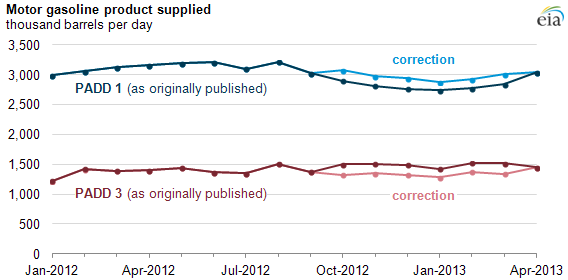 Motor gasoline product supplied
thousand barrels per day
eia
3,500
3,000
2,500
2,000
1,500
1,000
500
0
correction
PADD 1 (as originally published)
PADD 3 (as originally published)
correction
Jan-2012 Apr-2012 Jul-2012 Oct-2012 Jan-2013 Apr-2013